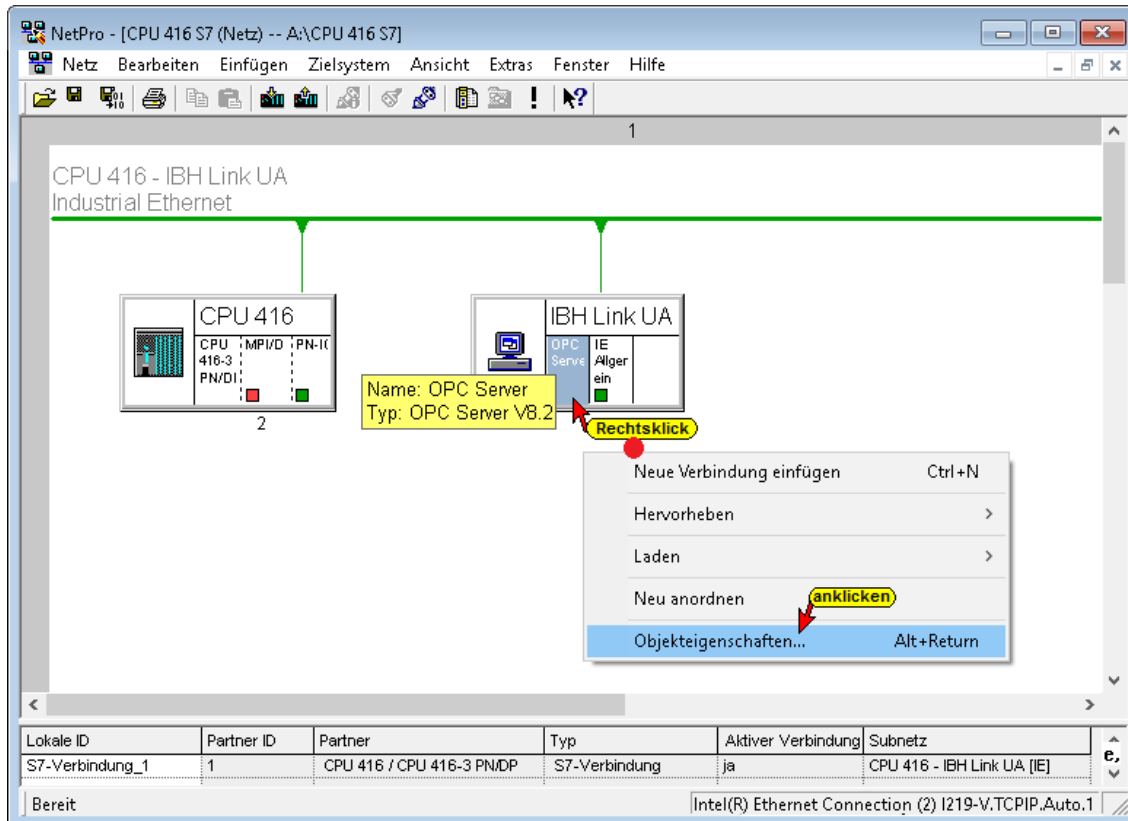 NetPro - [CPU 416 S7 (Netz) -- A:\CPU 416 S7]
Netz Bearbeiten Einfügen Zielsystem Ansicht Extras Fenster Hilfe
1
CPU 416 - IBH Link UA
Industrial Ethernet
CPU 416
CPU 416-3 PN/DI
MPI/D
PN-I(
2
IBH Link UA
OPC Serve
IE Allger ein
Name: OPC Server
Typ: OPC Server V8.2
Rechtsklick
Neue Verbindung einfügen Ctrl+N
Hervorheben
Laden
Neu anordnen
anklicken
Objekteigenschaften... Alt+Return
Lokale ID Partner ID Partner Typ Aktiver Verbindung Subnetz
S7-Verbindung_1 1 CPU 416 / CPU 416-3 PN/DP S7-Verbindung ja CPU 416 - IBH Link UA [IE]
e,
Bereit Intel(R) Ethernet Connection (2) I219-V.TCPIP.Auto.1